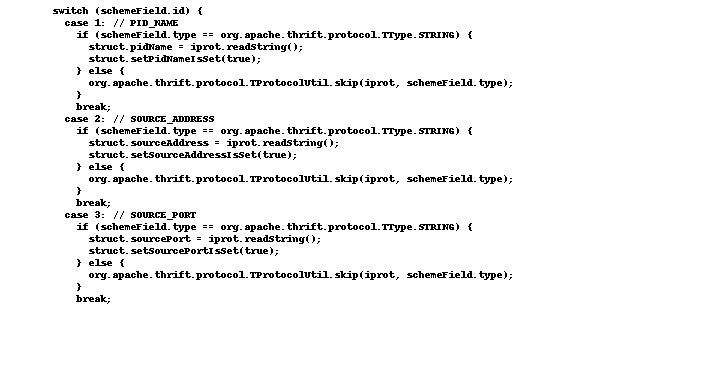 switch (schemeField.id) {
case 1: // PID_NAME
if (schemeField.type == org.apache.thrift.protocol.TType.STRING) {
struct.pidName = iprot.readString();
struct.setPidNameIsSet(true);
} else {
org.apache.thrift.protocol.TProtocolUtil.skip(iprot, schemeField.type);
}
break;
case 2: // SOURCE_ADDRESS
if (schemeField.type == org.apache.thrift.protocol.TType.STRING) {
struct.sourceAddress = iprot.readString();
struct.setSourceAddressIsSet(true);
} else {
org.apache.thrift.protocol.TProtocolUtil.skip(iprot, schemeField.type);
}
break;
case 3: // SOURCE_PORT
if (schemeField.type == org.apache.thrift.protocol.TType.STRING) {
struct.sourcePort = iprot.readString();
struct.setSourcePortIsSet(true);
} else {
org.apache.thrift.protocol.TProtocolUtil.skip(iprot, schemeField.type);
}
break;